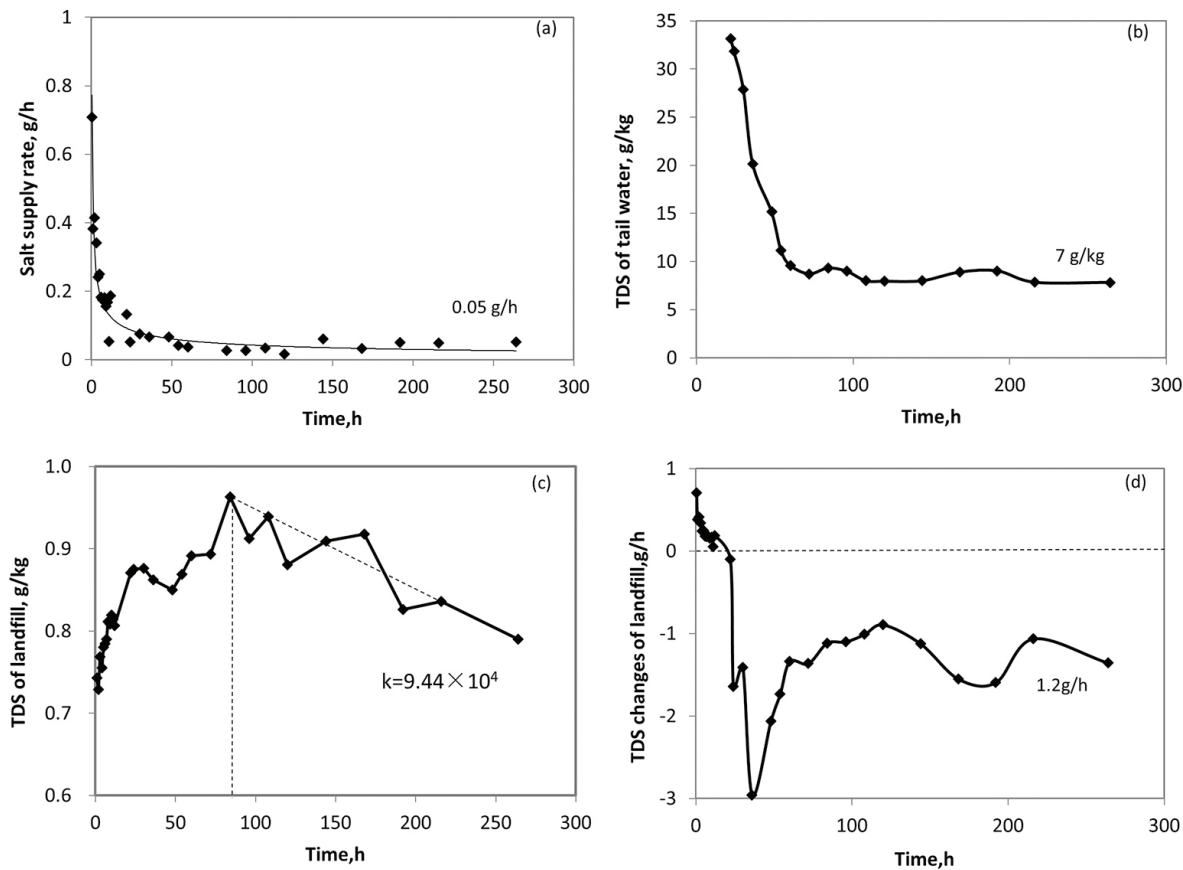 (a)
Salt supply rate, g/h
1
0.8
0.6
0.4
0.2
0
0.05 g/h
0 50 100 150 200 250 300
Time,h
(b)
TDS of tail water, g/kg
35
30
25
20
15
10
5
0
7 g/kg
0 100 200 300
Time,h
(c)
TDS of landfill, g/kg
1.0
0.9
0.8
0.7
0.6
k=9.44×10⁴
0 50 100 150 200 250 300
Time,h
(d)
TDS changes of landfill,g/h
1
0
-1
-2
-3
1.2g/h
0 100 200 300
Time,h